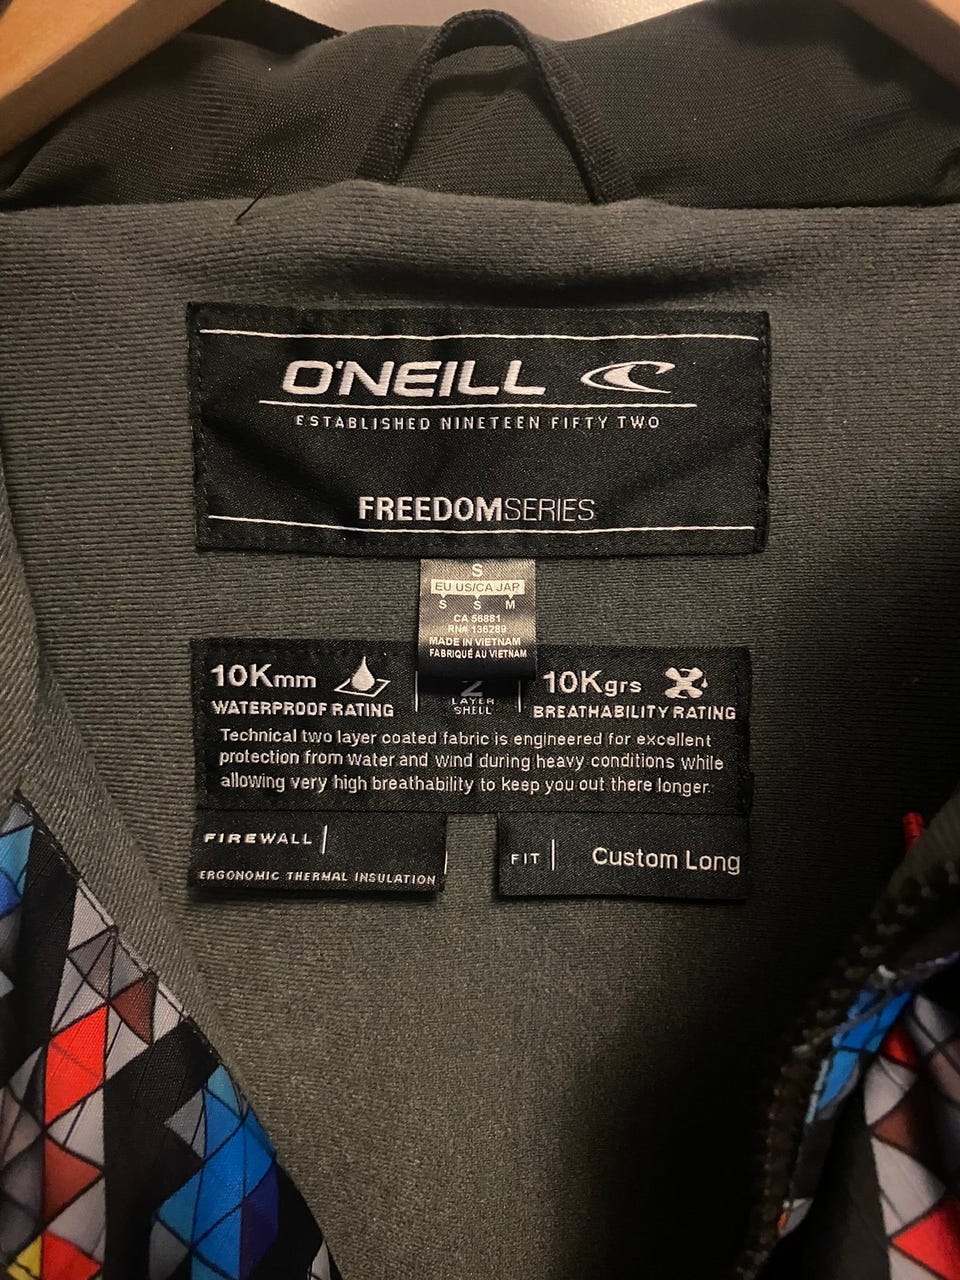 O'NEILL
ESTABLISHED NINETEEN FIFTY TWO
FREEDOMSERIES
S
EU US/CA JAP
S S M
CA 56881
RN# 136289
MADE IN VIETNAM
FABRIQUÉ AU VIETNAM
10Kmm
WATERPROOF RATING
2
LAYER
SHELL
10Kgrs
BREATHABILITY RATING
Technical two layer coated fabric is engineered for excellent
protection from water and wind during heavy conditions while
allowing very high breathability to keep you out there longer.
FIREWALL
ERGONOMIC THERMAL INSULATION
FIT Custom Long